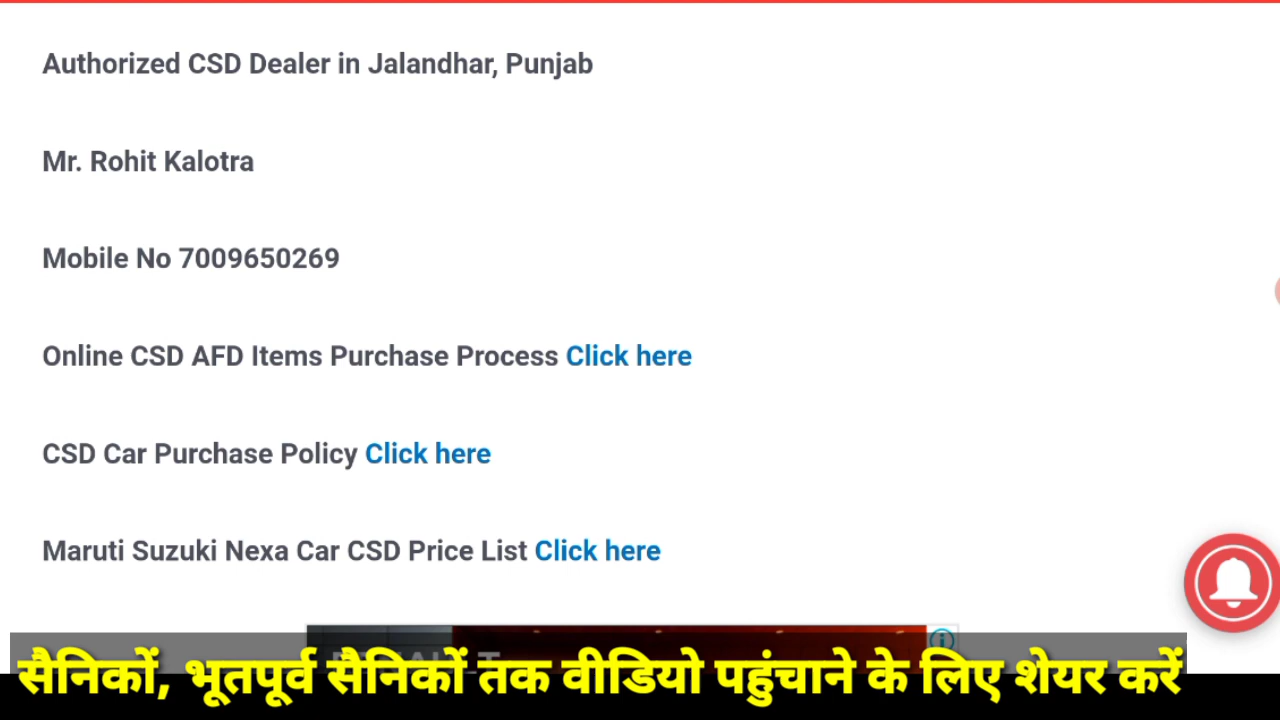 Authorized CSD Dealer in Jalandhar, Punjab
Mr. Rohit Kalotra
Mobile No 7009650269
Online CSD AFD Items Purchase Process Click here
CSD Car Purchase Policy Click here
Maruti Suzuki Nexa Car CSD Price List Click here
सैनिकों, भूतपूर्व सैनिकों तक वीडियो पहुंचाने के लिए शेयर करें